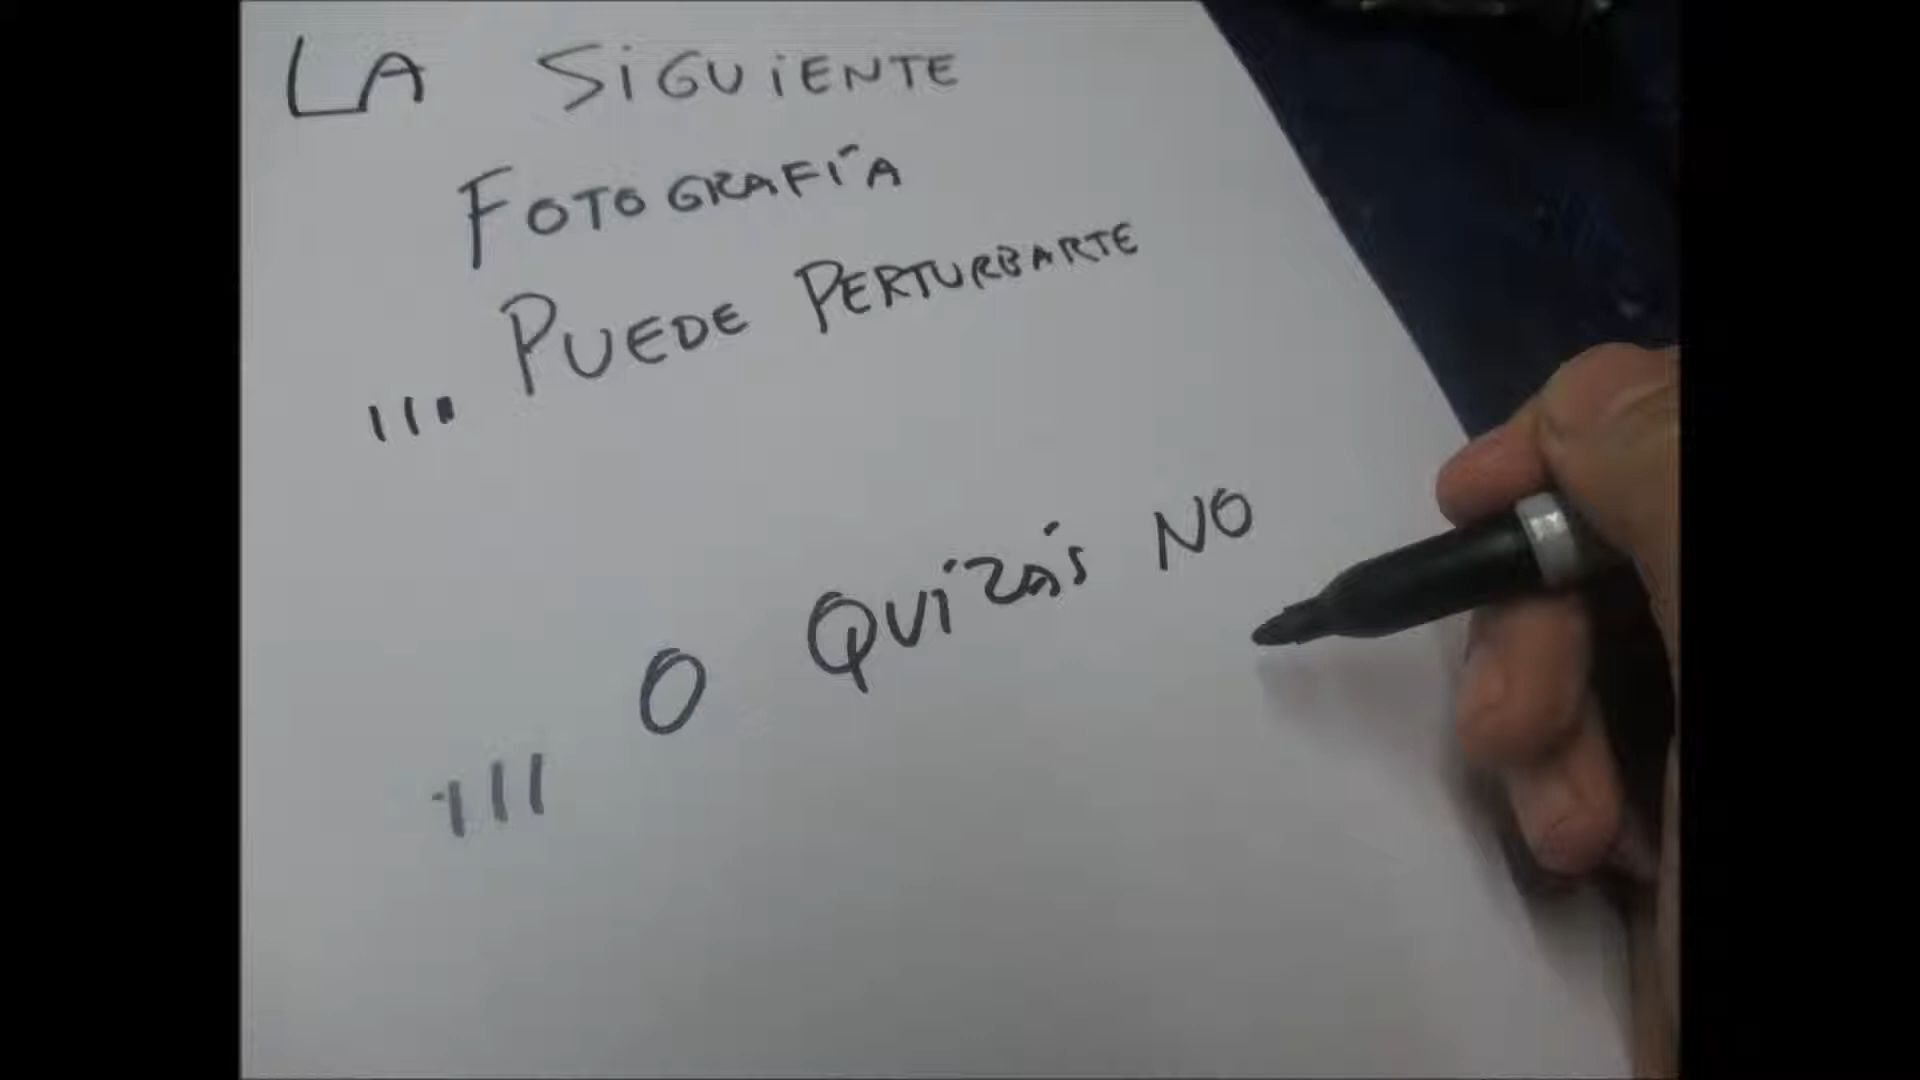 LA SIGUIENTE
FOTOGRAFÍA
PUEDE PERTURBARTE
...
O QUIZÁS NO
...